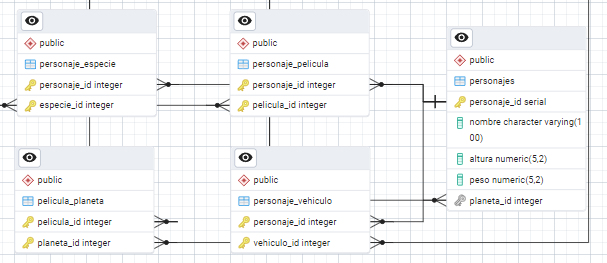 public
personaje_especie
personaje_id integer
especie_id integer
public
personaje_pelicula
personaje_id integer
pelicula_id integer
public
personajes
personaje_id serial
nombre character varying(1
00)
altura numeric(5,2)
peso numeric(5,2)
planeta_id integer
public
pelicula_planeta
pelicula_id integer
planeta_id integer
public
personaje_vehiculo
personaje_id integer
vehiculo_id integer